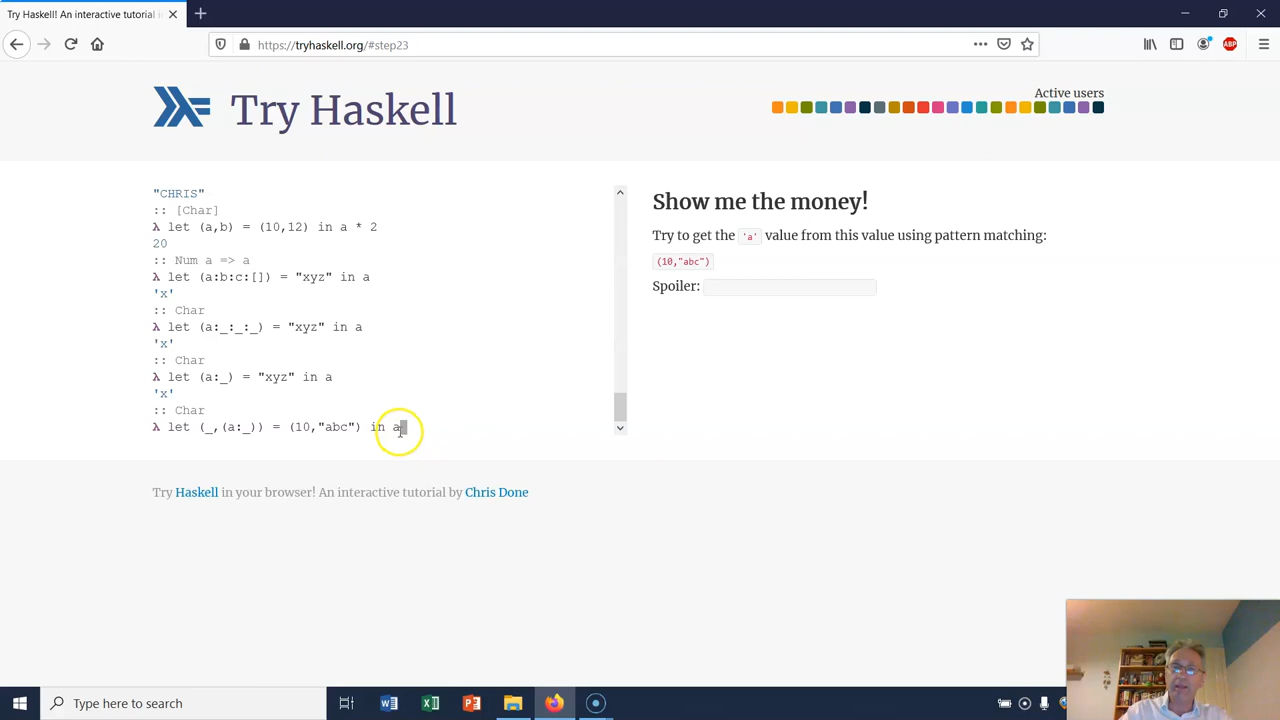 Try Haskell! An interactive tutorial i
https://tryhaskell.org/#step23
ABP
Try Haskell
Active users
"CHRIS"
:: [Char]
λ let (a,b) = (10,12) in a * 2
20
:: Num a => a
λ let (a:b:c:[]) = "xyz" in a
'x'
:: Char
λ let (a:_:_:_) = "xyz" in a
'x'
:: Char
λ let (a:_) = "xyz" in a
'x'
:: Char
λ let (_,(a:_)) = (10,"abc") in a
Show me the money!
Try to get the 'a' value from this value using pattern matching:
(10,"abc")
Spoiler:
Try Haskell in your browser! An interactive tutorial by Chris Done
Type here to search